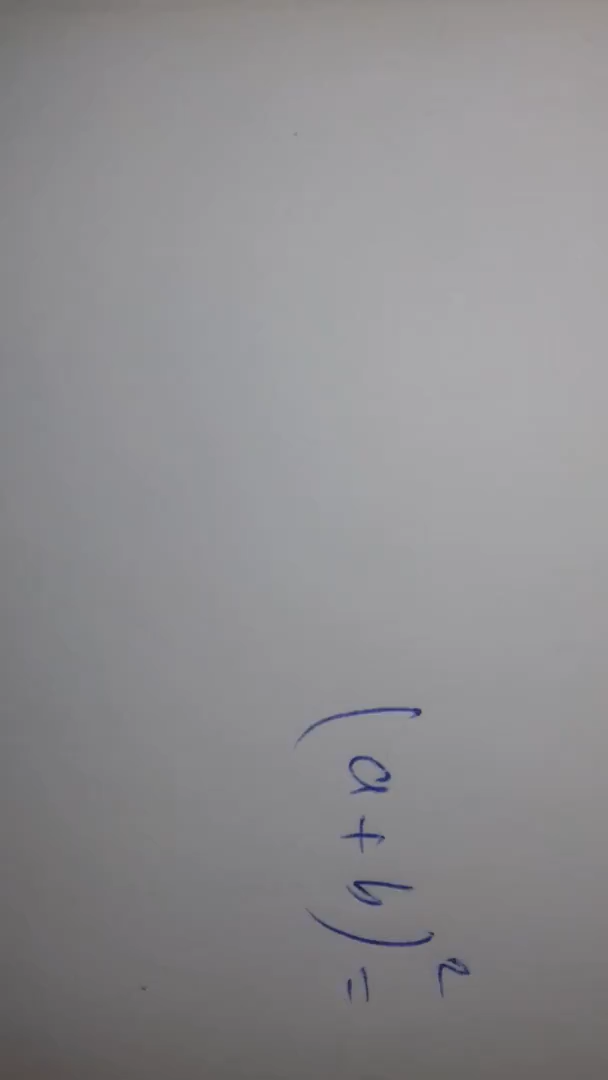 (a + b)² =